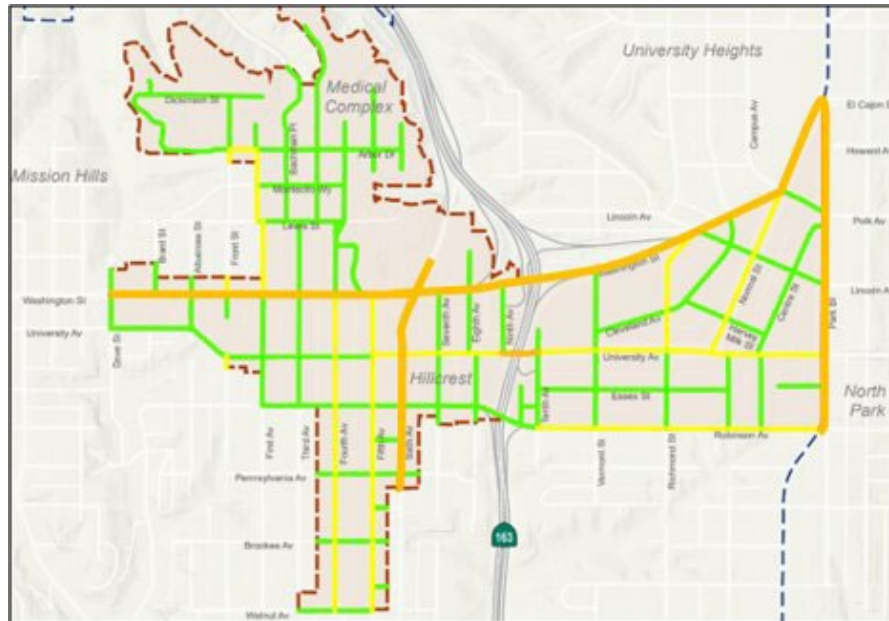 University Heights
El Cajon B
Medical
Complex
Campus Av
Dickinson St
Howard Av
Bachman Pl
Arbor Dr
Mission Hills
Montecito Wy
Lincoln Av
Polk Av
Lewis St
Brant St
Albatross St
Front St
Washington St
Normal St
Centre St
Lincoln A
Washington St
Park Bl
University Av
Seventh Av
Eighth Av
Ninth Av
Cleveland Av
Harvey
Milk St
Dove St
University Av
Hillcrest
North
Park
Essex St
Tenth Av
First Av
Third Av
Fourth Av
Fifth Av
Sixth Av
Robinson Av
Vermont St
Richmond St
Pennsylvania Av
163
Brookes Av
Walnut Av